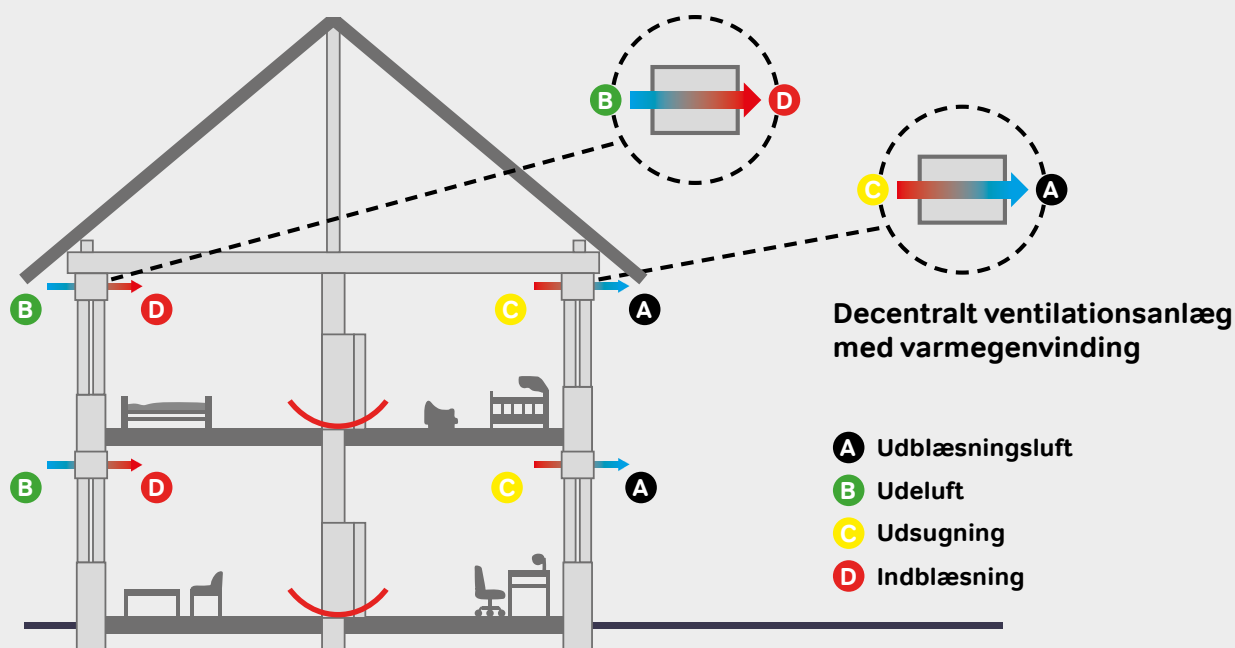 B D
C A
B D C A
Decentralt ventilationsanlæg
med varmegenvinding
A Udblæsningsluft
B Udeluft
C Udsugning
D Indblæsning
B D C A